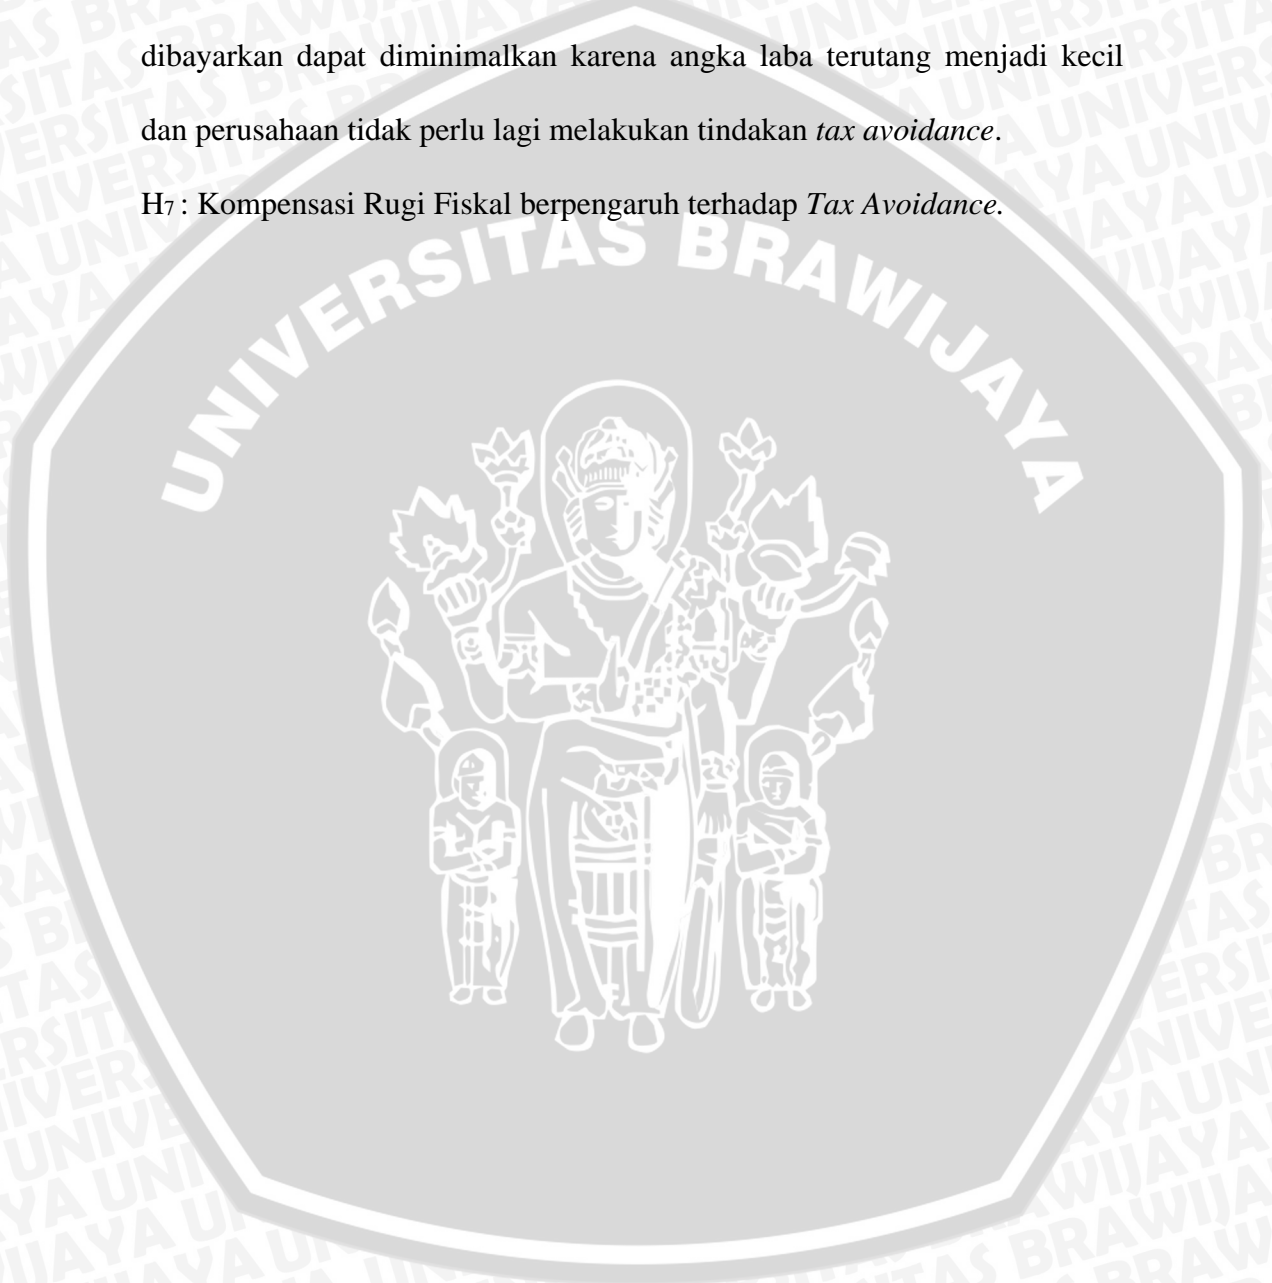 dibayarkan dapat diminimalkan karena angka laba terutang menjadi kecil
dan perusahaan tidak perlu lagi melakukan tindakan tax avoidance.
H7 : Kompensasi Rugi Fiskal berpengaruh terhadap Tax Avoidance.
UNIVERSITAS BRAWIJAYA